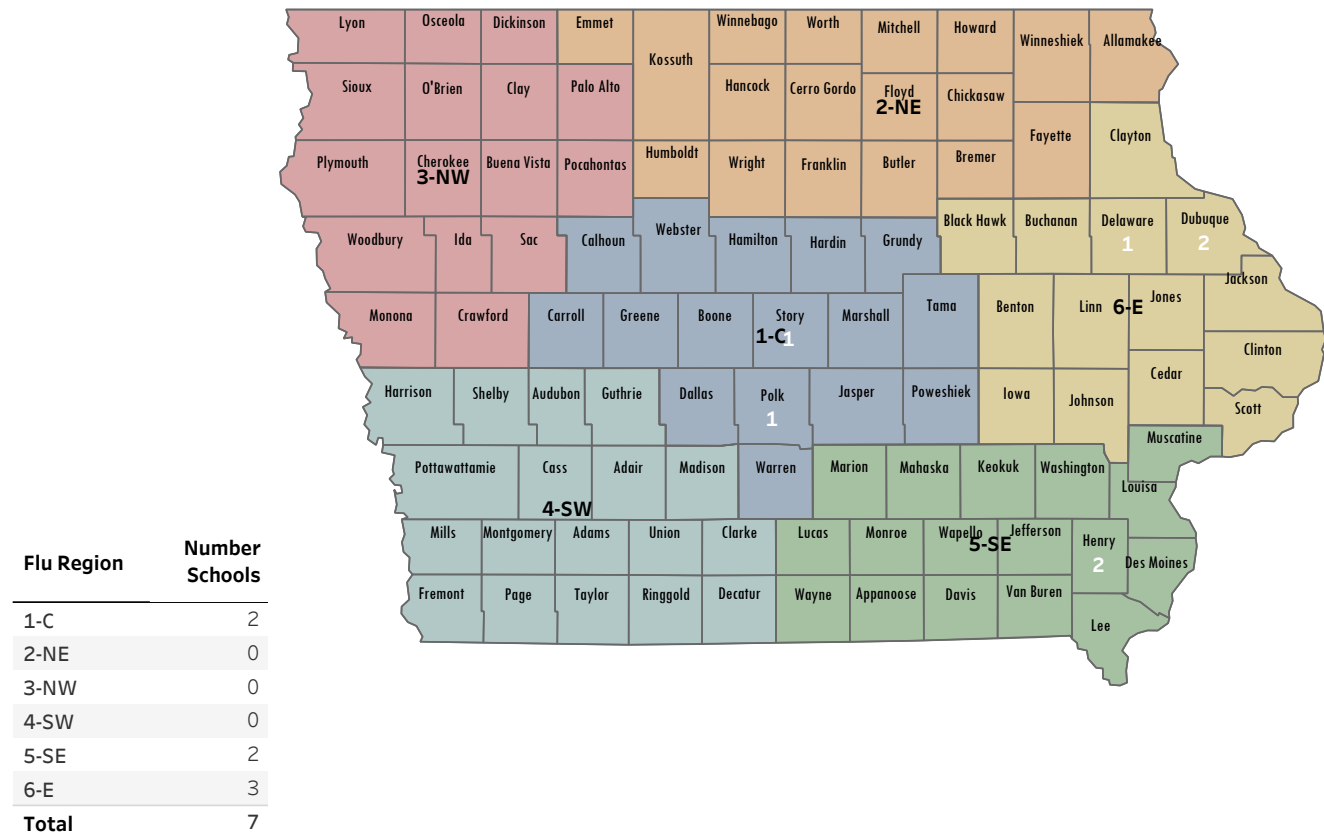 Lyon Osceola Dickinson Emmet Winnebago Worth Mitchell Howard
Kossuth Winneshiek Allamakee
Sioux O'Brien Clay Palo Alto Hancock Cerro Gordo Floyd Chickasaw
2-NE
Plymouth Cherokee Buena Vista Pocahontas Humboldt Wright Franklin Butler Bremer Fayette Clayton
3-NW
Woodbury Ida Sac Calhoun Webster Hamilton Hardin Grundy Black Hawk Buchanan Delaware Dubuque
1 2
Jackson
Monona Crawford Carroll Greene Boone Story Marshall Tama Benton Linn 6-E Jones
1-C 1
Clinton
Harrison Shelby Audubon Guthrie Dallas Polk Jasper Poweshiek Iowa Johnson Cedar Scott
1
Muscatine
Pottawattamie Cass Adair Madison Warren Marion Mahaska Keokuk Washington Louisa
4-SW
Mills Montgomery Adams Union Clarke Lucas Monroe Wapello Jefferson Henry
5-SE
2 Des Moines
Fremont Page Taylor Ringgold Decatur Wayne Appanoose Davis Van Buren
Lee
Flu Region Number
Schools
1-C 2
2-NE 0
3-NW 0
4-SW 0
5-SE 2
6-E 3
Total 7